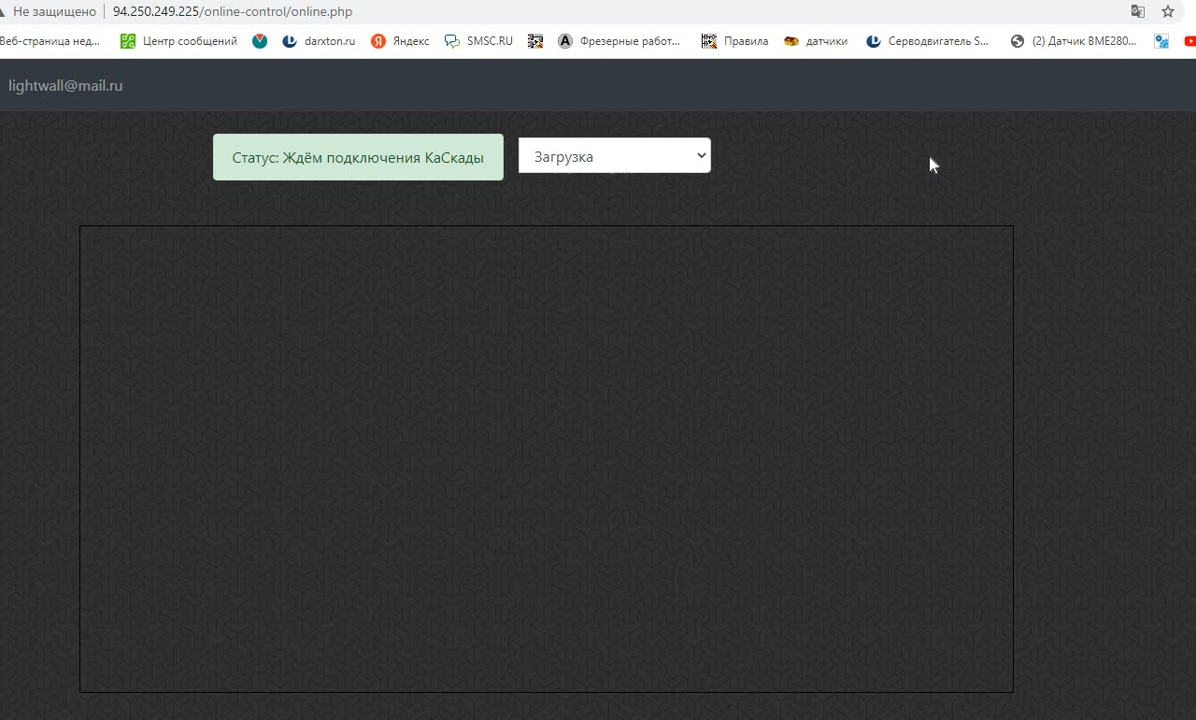 Не защищено 94.250.249.225/online-control/online.php
Веб-страница нед... Центр сообщений darxton.ru Яндекс SMSC.RU Фрезерные работ... Правила датчики Серводвигатель S... (2) Датчик BME280...
lightwall@mail.ru
Статус: Ждём подключения КаСкады Загрузка